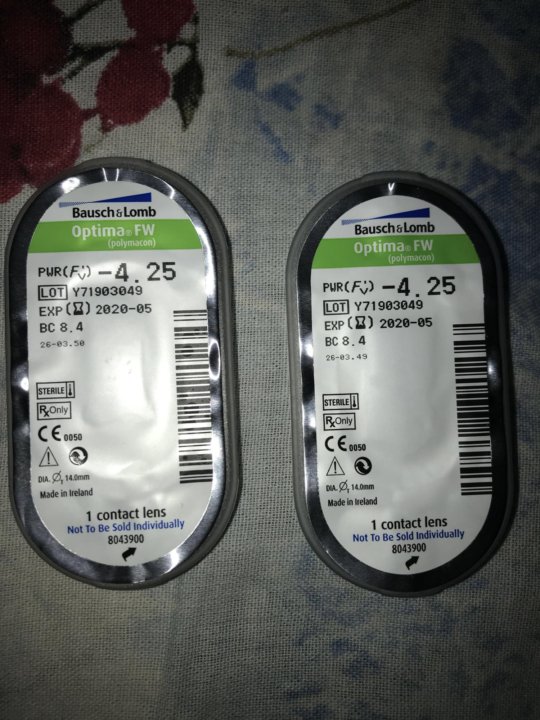 Bausch & Lomb
Optima® FW
(polymacon)
PWR(Fv) -4.25
LOT Y71903049
EXP 2020-05
BC 8.4
26-03.50
STERILE
Rx Only
CE 0050
DIA. Ø, 14.0mm
Made in Ireland
1 contact lens
Not To Be Sold Individually
8043900
Bausch & Lomb
Optima® FW
(polymacon)
PWR(Fv) -4.25
LOT Y71903049
EXP 2020-05
BC 8.4
26-03.49
STERILE
Rx Only
CE 0050
DIA. Ø, 14.0mm
Made in Ireland
1 contact lens
Not To Be Sold Individually
8043900